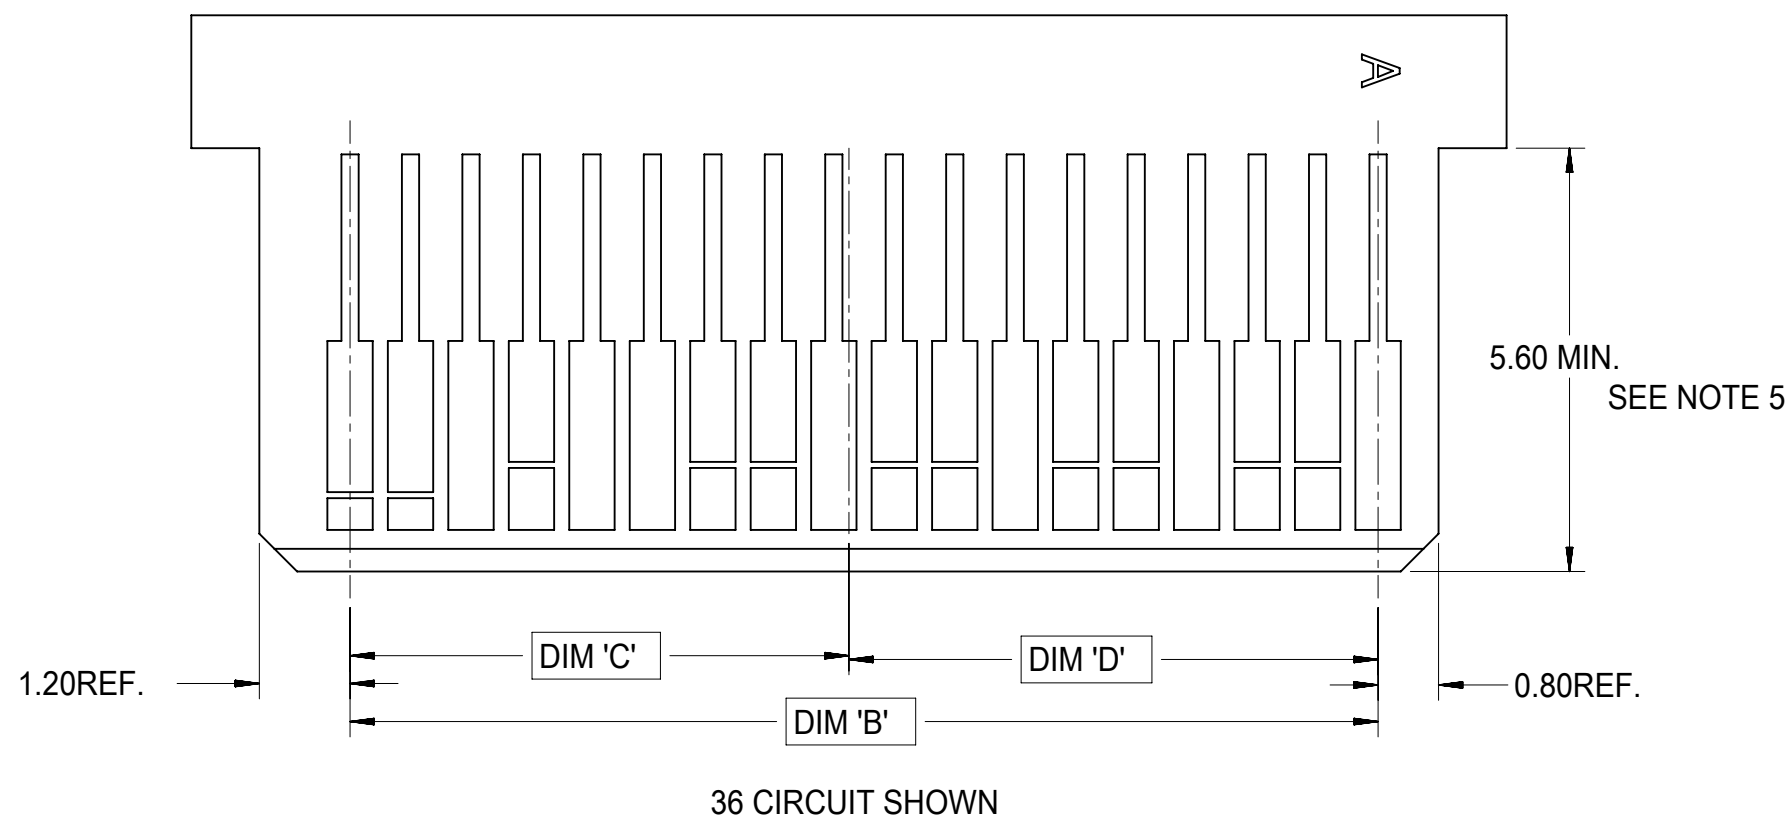 A
5.60 MIN.
SEE NOTE 5
DIM 'C'
DIM 'D'
1.20REF.
0.80REF.
DIM 'B'
36 CIRCUIT SHOWN